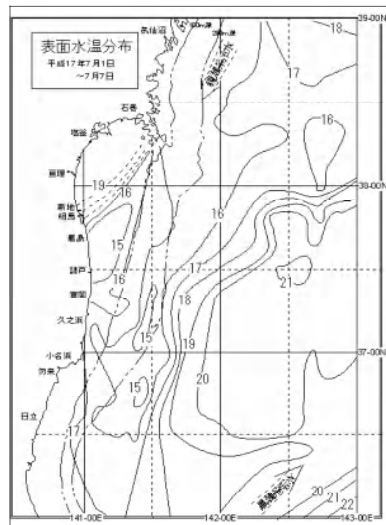 表面水温分布
平成17年7月1日
～7月7日
気仙沼
石巻
塩釜
亘理
新地
相馬
鹿島
請戸
富岡
久之浜
小名浜
勿来
日立
39-00N
38-00N
37-00N
141-00E
142-00E
143-00E
18
17
16
19
16
15
16
16
17
18
19
20
21
15
15
17
20
21
22